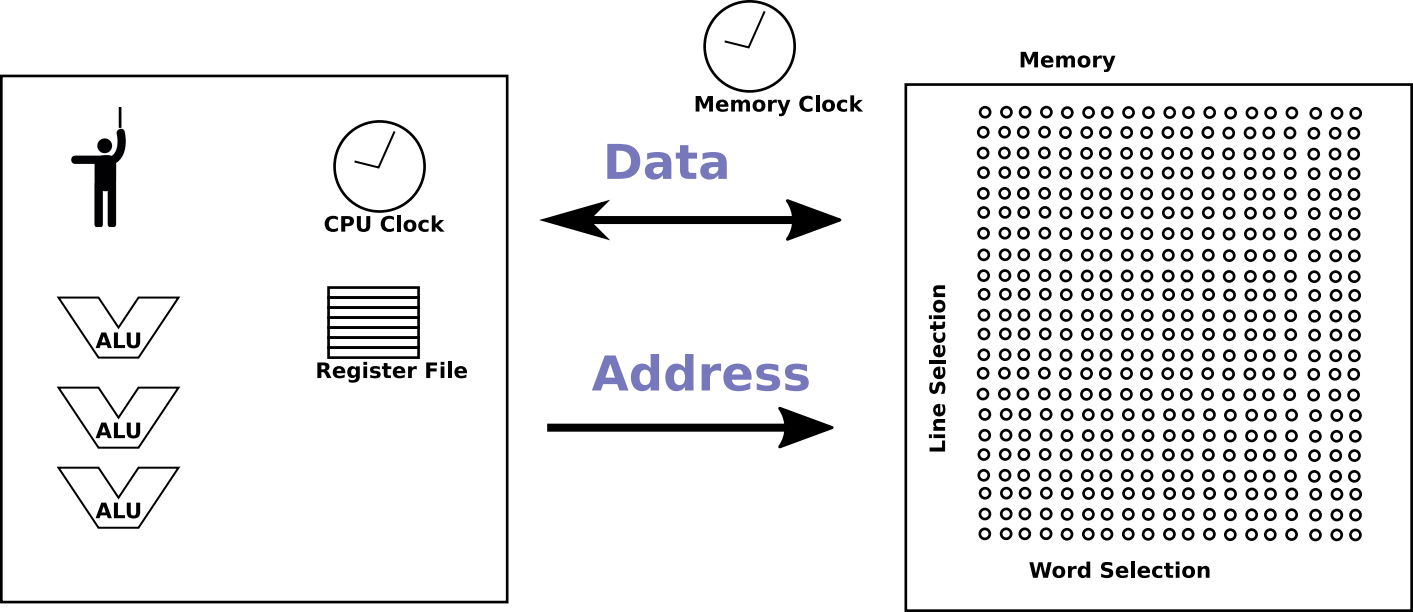 Memory
Memory Clock
Data
CPU Clock
ALU
Register File
Address
ALU
ALU
Line Selection
Word Selection